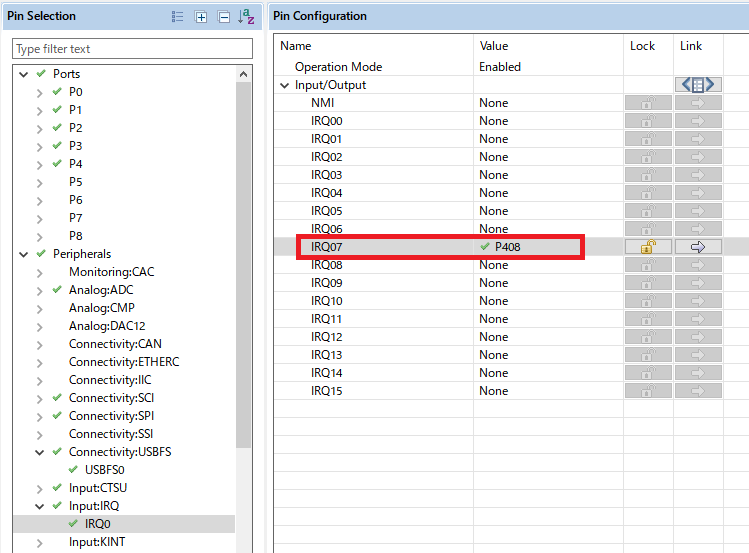 Pin Selection
Type filter text
Ports
P0
P1
P2
P3
P4
P5
P6
P7
P8
Peripherals
Monitoring:CAC
Analog:ADC
Analog:CMP
Analog:DAC12
Connectivity:CAN
Connectivity:ETHERC
Connectivity:IIC
Connectivity:SCI
Connectivity:SPI
Connectivity:SSI
Connectivity:USBFS
USBFS0
Input:CTSU
Input:IRQ
IRQ0
Input:KINT
Pin Configuration
Name Value Lock Link
Operation Mode Enabled
Input/Output
NMI None
IRQ00 None
IRQ01 None
IRQ02 None
IRQ03 None
IRQ04 None
IRQ05 None
IRQ06 None
IRQ07 P408
IRQ08 None
IRQ09 None
IRQ10 None
IRQ11 None
IRQ12 None
IRQ13 None
IRQ14 None
IRQ15 None